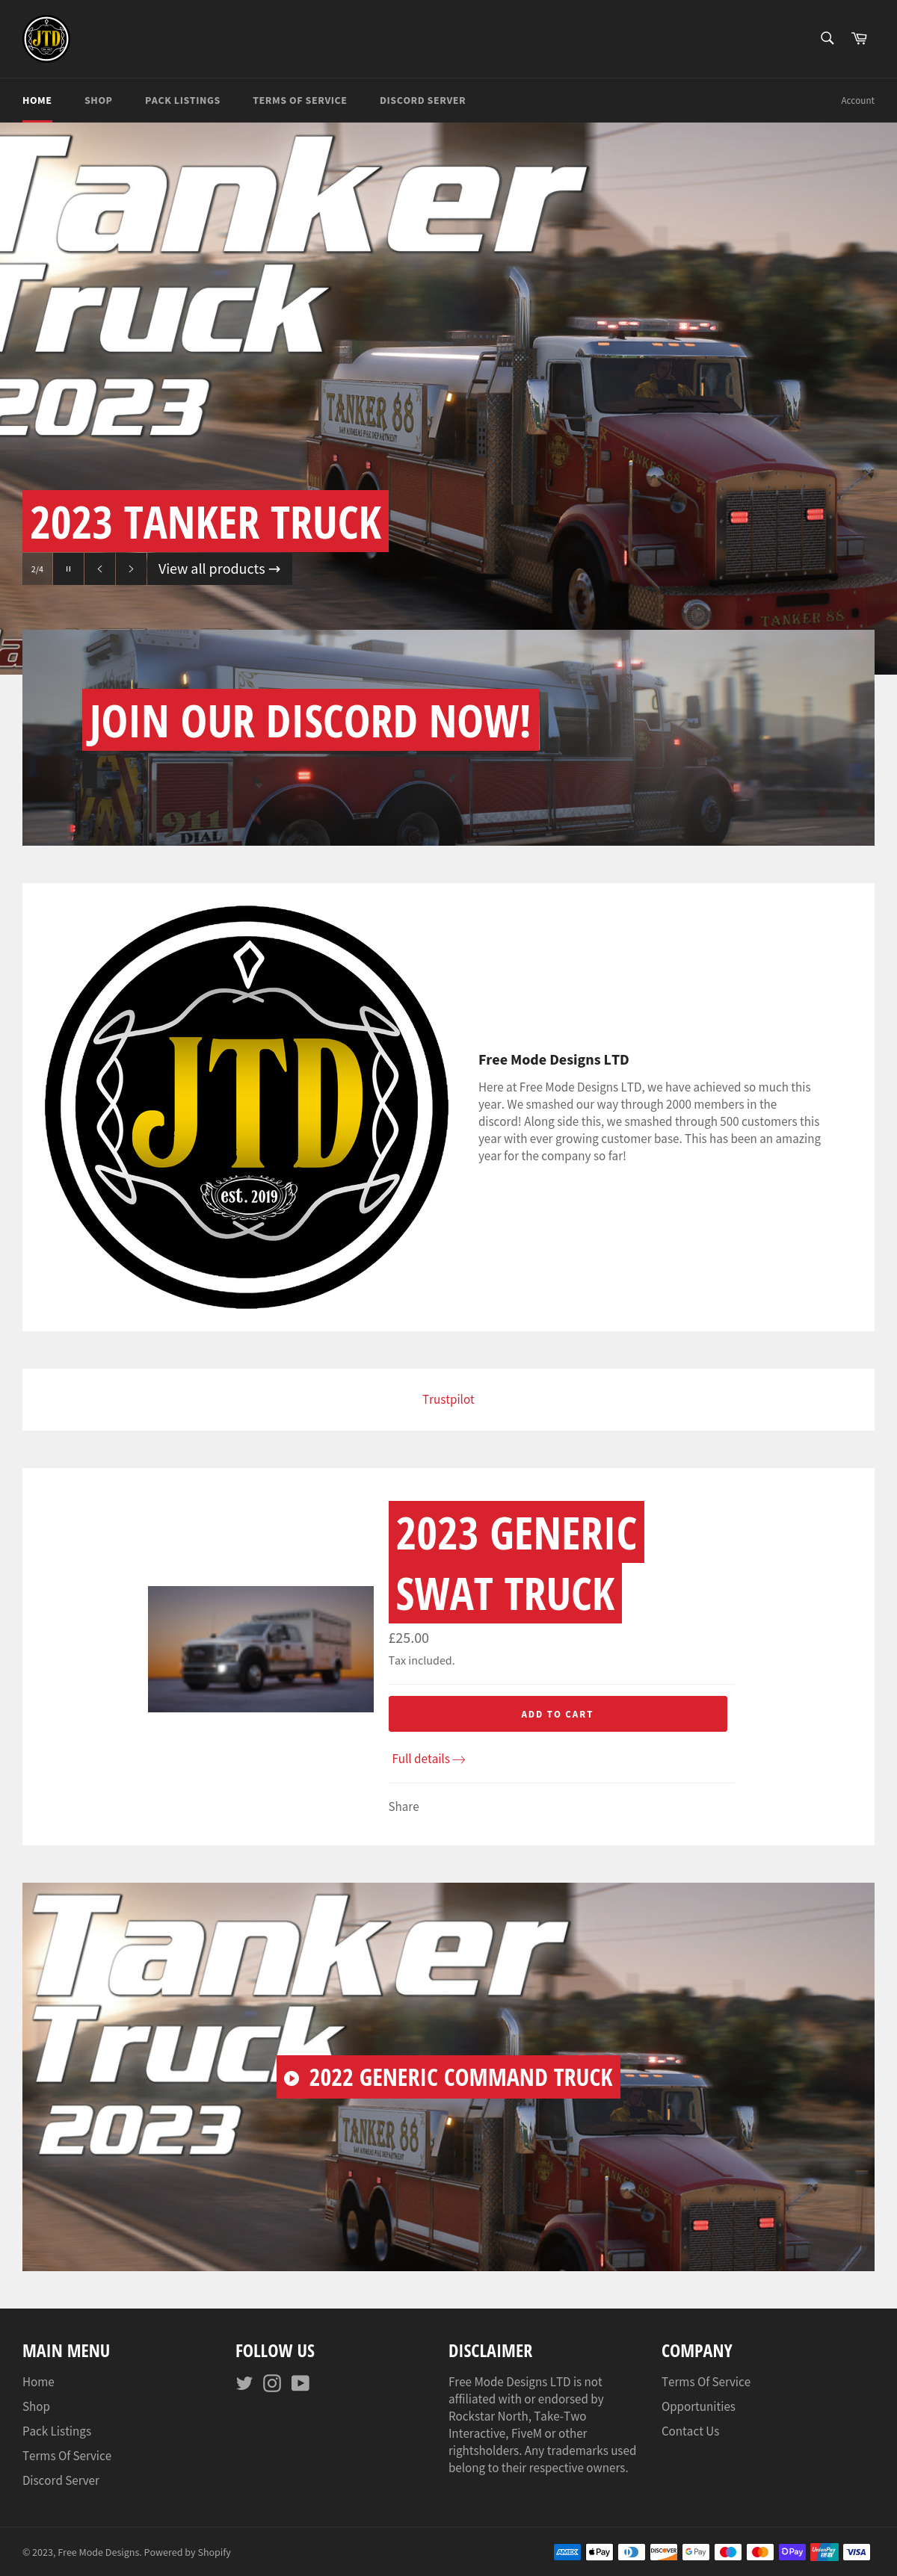 JTD
HOME
SHOP
PACK LISTINGS
TERMS OF SERVICE
DISCORD SERVER
Account
Tanker
Truck
2023
TANKER 88
TANKER 88
2023 TANKER TRUCK
2/4
View all products →
JOIN OUR DISCORD NOW!
911
DIAL
JTD
est. 2019
Free Mode Designs LTD
Here at Free Mode Designs LTD, we have achieved so much this
year. We smashed our way through 2000 members in the
discord! Along side this, we smashed through 500 customers this
year with ever growing customer base. This has been an amazing
year for the company so far!
Trustpilot
2023 GENERIC
SWAT TRUCK
£25.00
Tax included.
ADD TO CART
Full details →
Share
Tanker
Truck
2023
2022 GENERIC COMMAND TRUCK
TANKER 88
MAIN MENU
Home
Shop
Pack Listings
Terms Of Service
Discord Server
FOLLOW US
DISCLAIMER
Free Mode Designs LTD is not
affiliated with or endorsed by
Rockstar North, Take-Two
Interactive, FiveM or other
rightsholders. Any trademarks used
belong to their respective owners.
COMPANY
Terms Of Service
Opportunities
Contact Us
© 2023, Free Mode Designs. Powered by Shopify
AMEX
Pay
DISCOVER
G Pay
Pay
UnionPay
VISA